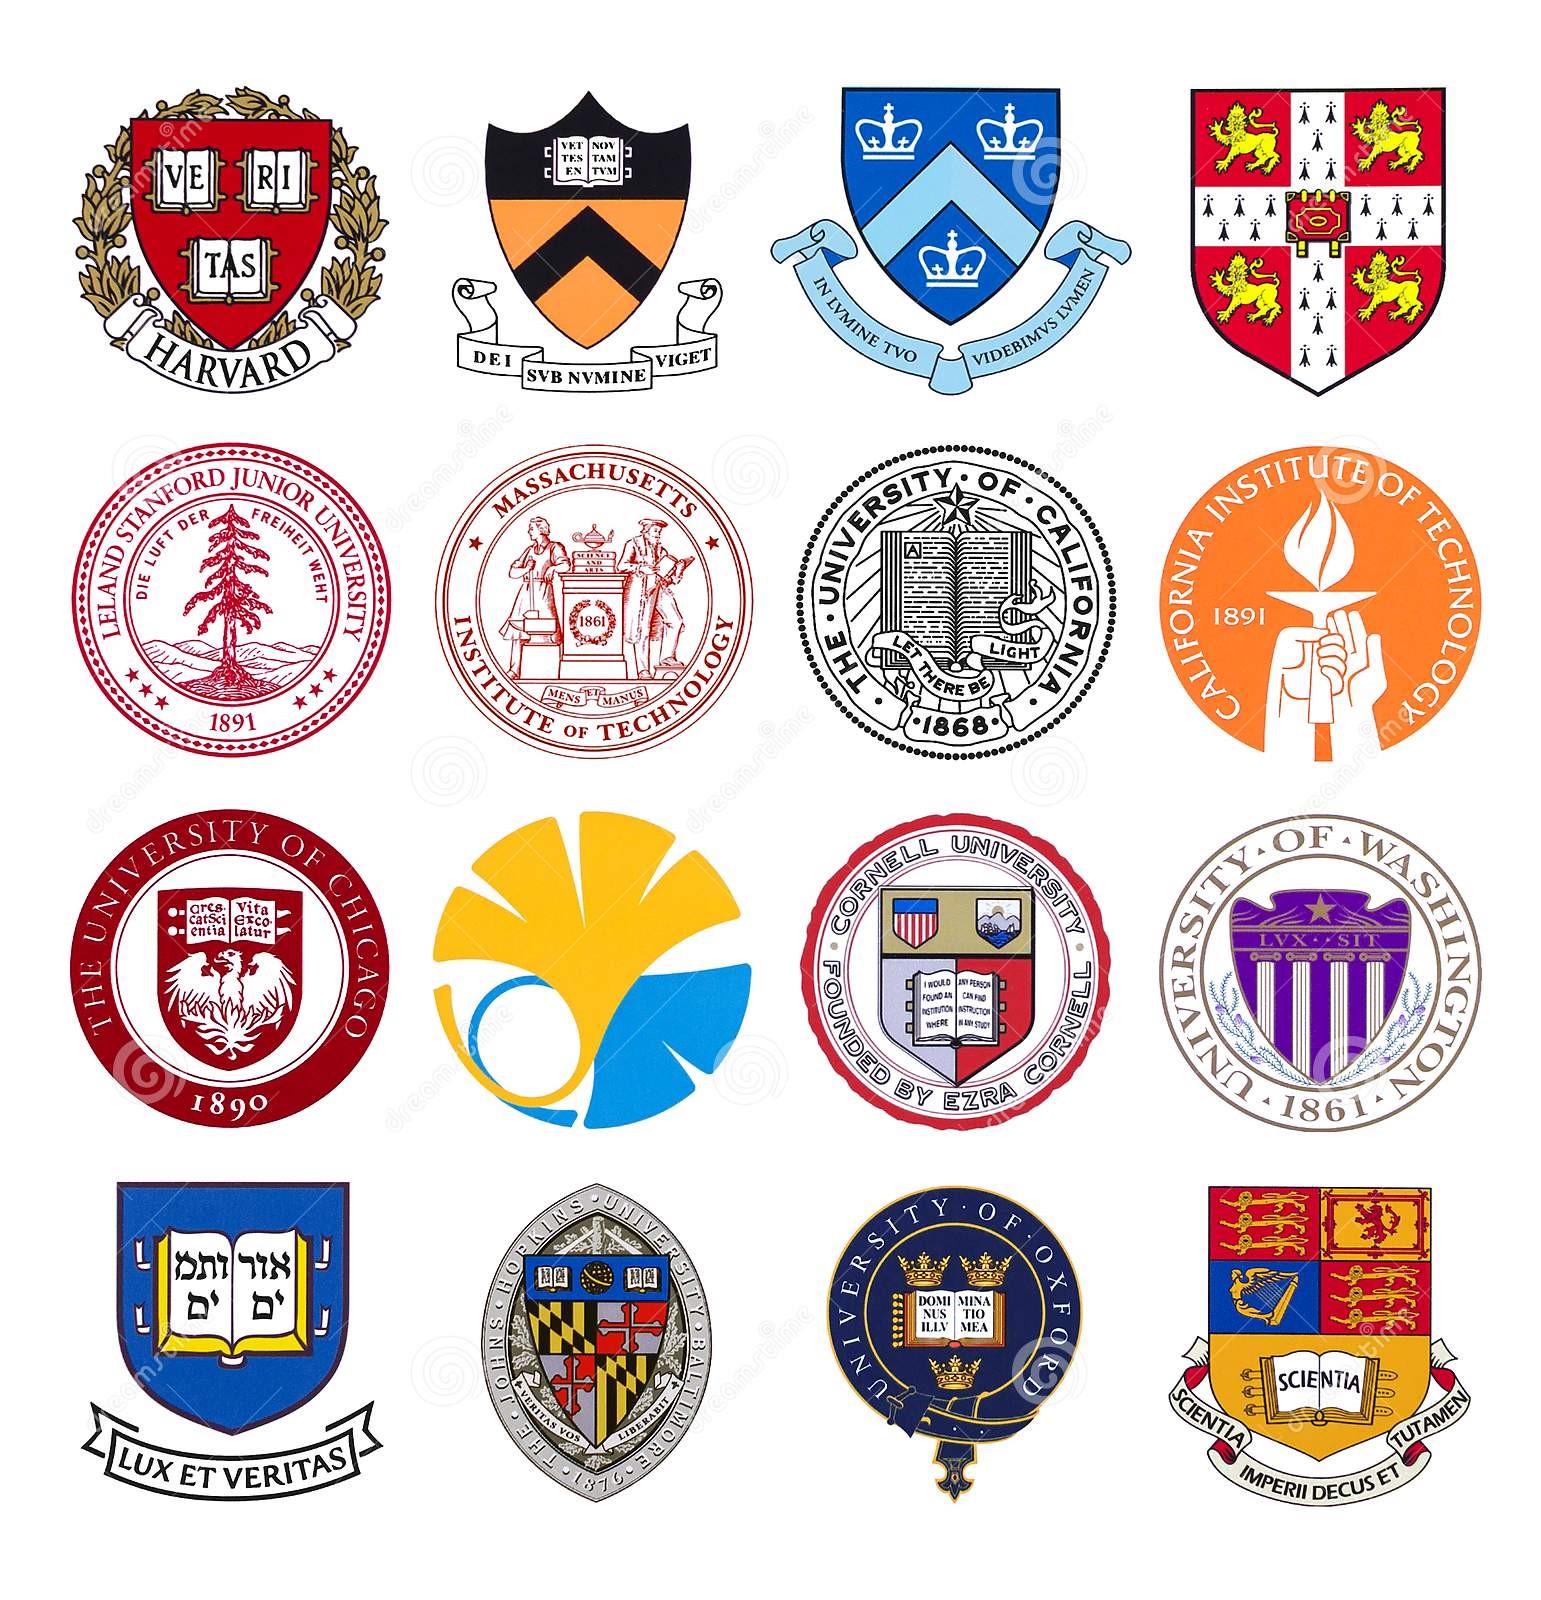 VE RI
TAS
HARVARD
VET NOV
TES TAM
EN TVM
DEI SVB NVMINE VIGET
IN LVMINE TVO VIDEBIMVS LVMEN
LELAND STANFORD JUNIOR UNIVERSITY
DIE LUFT DER FREIHEIT WEHT
1891
MASSACHUSETTS
SCIENCE
AND
ARTS
1861
MENS ET MANUS
INSTITUTE OF TECHNOLOGY
THE·UNIVERSITY·OF·CALIFORNIA
A
LET THERE BE LIGHT
·1868·
CALIFORNIA INSTITUTE OF TECHNOLOGY
1891
THE UNIVERSITY OF CHICAGO
Cres Vita
catSci Exco
entia latur
1890
CORNELL UNIVERSITY
I WOULD ANY PERSON
FOUND AN CAN FIND
INSTITUTION INSTRUCTION
WHERE IN ANY STUDY
FOUNDED BY EZRA CORNELL
UNIVERSITY·OF·WASHINGTON
LVX··SIT
·1861·
אורים
ותמים
LUX ET VERITAS
THE·JOHNS·HOPKINS·UNIVERSITY·BALTIMORE
VERITAS VOS LIBERABIT
·1876·
UNIVERSITY·OF·OXFORD
DOMI MINA
NUS TIO
ILLV MEA
SCIENTIA
SCIENTIA IMPERII DECUS ET TUTAMEN
dreamstime